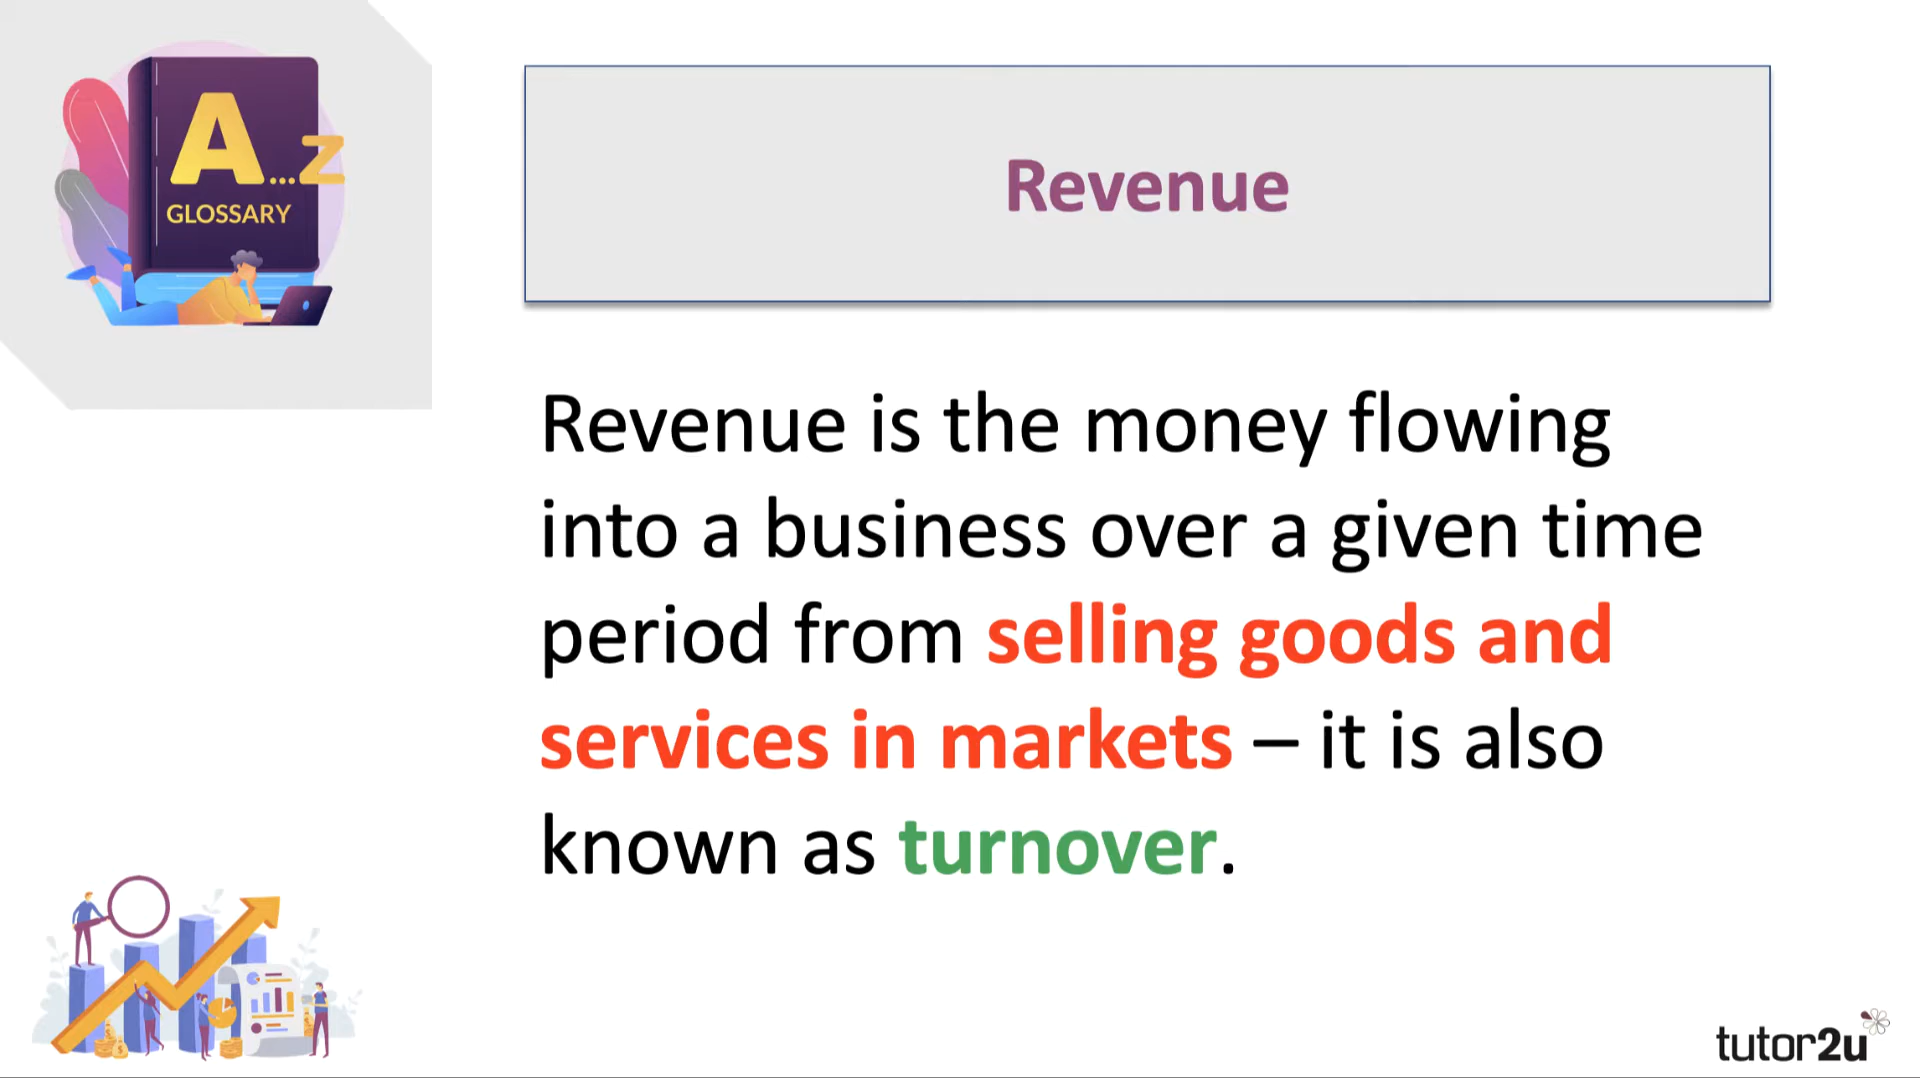 A...Z
GLOSSARY
Revenue
Revenue is the money flowing
into a business over a given time
period from selling goods and
services in markets – it is also
known as turnover.
tutor2u